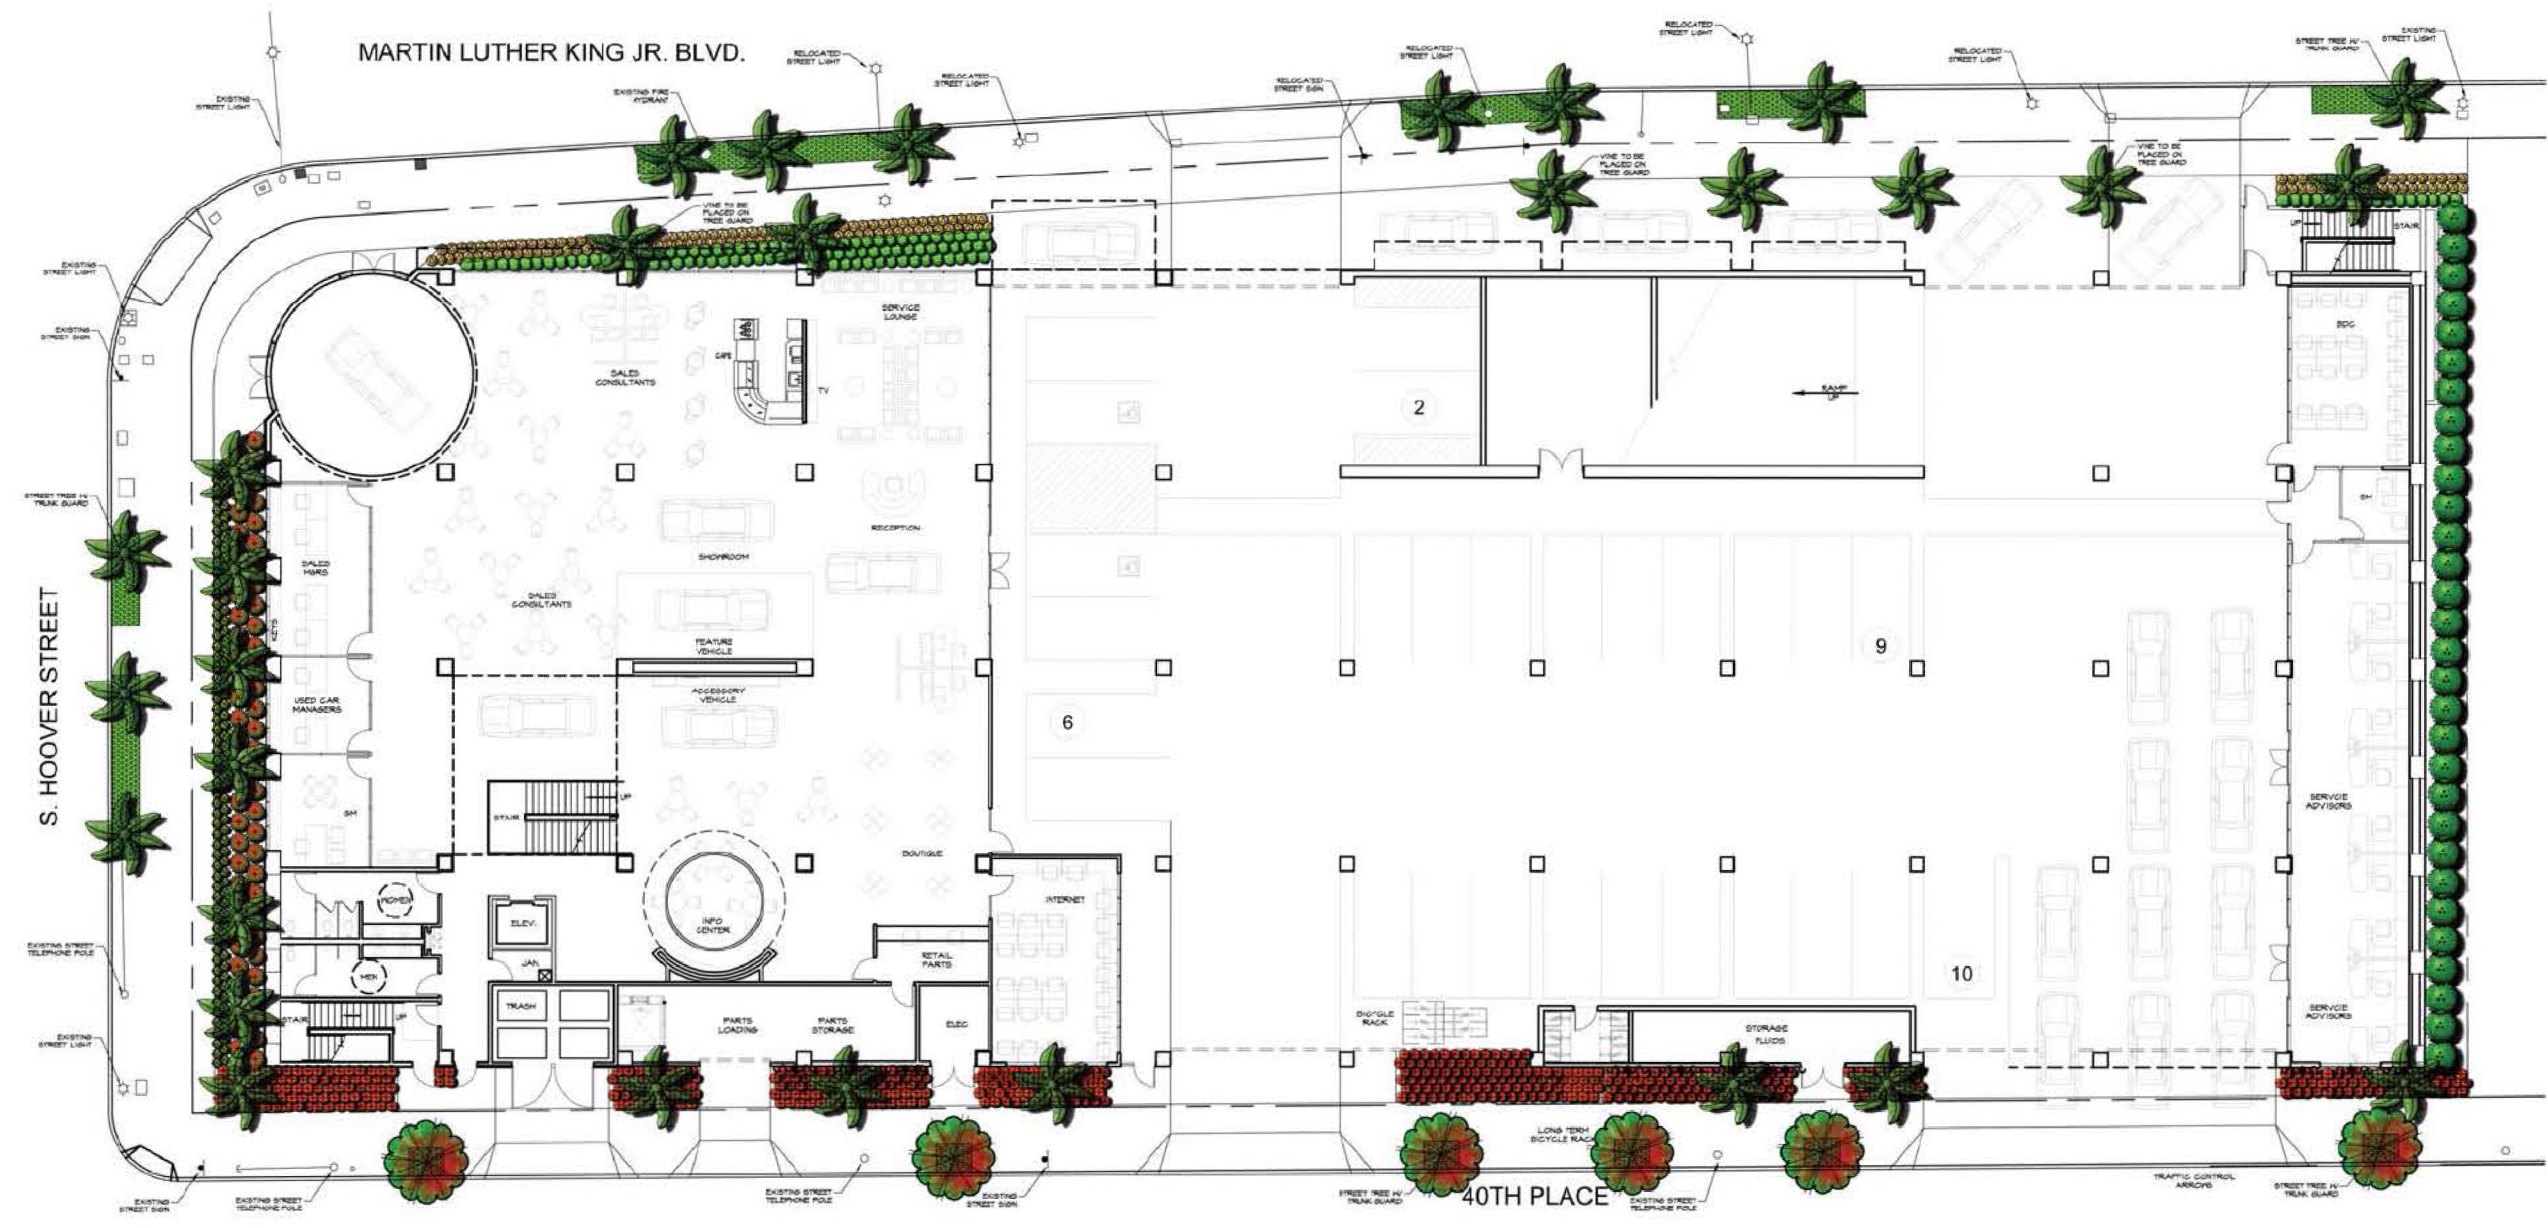 MARTIN LUTHER KING JR. BLVD.
RELOCATED
STREET LIGHT
RELOCATED
STREET LIGHT
RELOCATED
STREET LIGHT
RELOCATED
STREET LIGHT
RELOCATED
STREET LIGHT
RELOCATED
STREET SIGN
STREET TREE W/
TRUNK GUARD
EXISTING
STREET LIGHT
EXISTING
STREET LIGHT
EXISTING FIRE
HYDRANT
VINE TO BE
PLACED ON
TREE GUARD
VINE TO BE
PLACED ON
TREE GUARD
VINE TO BE
PLACED ON
TREE GUARD
EXISTING
STREET LIGHT
EXISTING
STREET SIGN
STREET TREE W/
TRUNK GUARD
S. HOOVER STREET
EXISTING STREET
TELEPHONE POLE
EXISTING
STREET LIGHT
SERVICE
LOUNGE
SALES
CONSULTANTS
CAFE
TV
RECEPTION
SHOWROOM
SALES
MGRS
KEYS
SALES
CONSULTANTS
FEATURE
VEHICLE
ACCESSORY
VEHICLE
USED CAR
MANAGERS
GM
STAIR
UP
BOUTIQUE
INFO
CENTER
WOMEN
MEN
ELEV.
JAN
TRASH
STAIR
UP
PARTS
LOADING
PARTS
STORAGE
RETAIL
PARTS
ELEC
INTERNET
2
RAMP
UP
6
9
10
UP
STAIR
BDC
SM
SERVCIE
ADVISORS
SERVCIE
ADVISORS
BICYCLE
RACK
STORAGE
FLUIDS
LONG TERM
BICYCLE RACK
EXISTING
STREET SIGN
EXISTING STREET
TELEPHONE POLE
EXISTING STREET
TELEPHONE POLE
EXISTING
STREET SIGN
STREET TREE W/
TRUNK GUARD
40TH PLACE
EXISTING STREET
TELEPHONE POLE
TRAFFIC CONTROL
ARROWS
STREET TREE W/
TRUNK GUARD